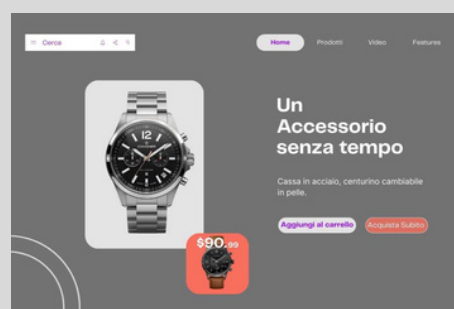 Cerca
Home
Prodotti
Video
Features
Un
Accessorio
senza tempo
Cassa in acciaio, centurino cambiabile
in pelle.
Aggiungi al carrello
Acquista Subito
$90.99
12